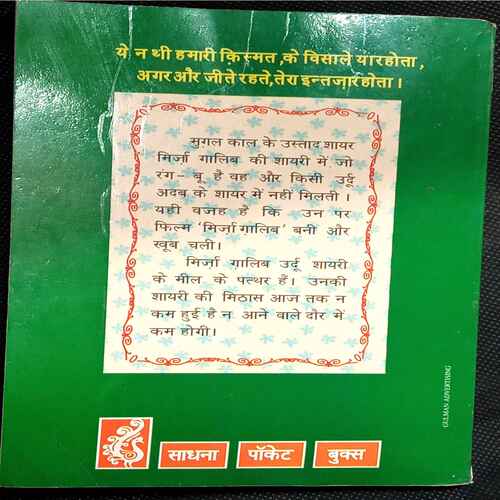 ये न थी हमारी क़िस्मत,के विसाले यार होता,
अगर और जीते रहते,तेरा इन्तज़ार होता।
मुग़ल काल के उस्ताद शायर
मिर्ज़ा ग़ालिब की शायरी में जो
रंग- बू है वह और किसी उर्दू
अदब के शायर में नहीं मिलती ।
यही वजह है कि उन पर
फिल्म 'मिर्ज़ा ग़ालिब' बनी और
खूब चली।
मिर्ज़ा ग़ालिब उर्दू शायरी
के मील के पत्थर हैं। उनकी
शायरी की मिठास आज तक न
कम हुई है न आने वाले दौर में
कम होगी।
GULMAN ADVERTISING
साधना पॉकेट बुक्स